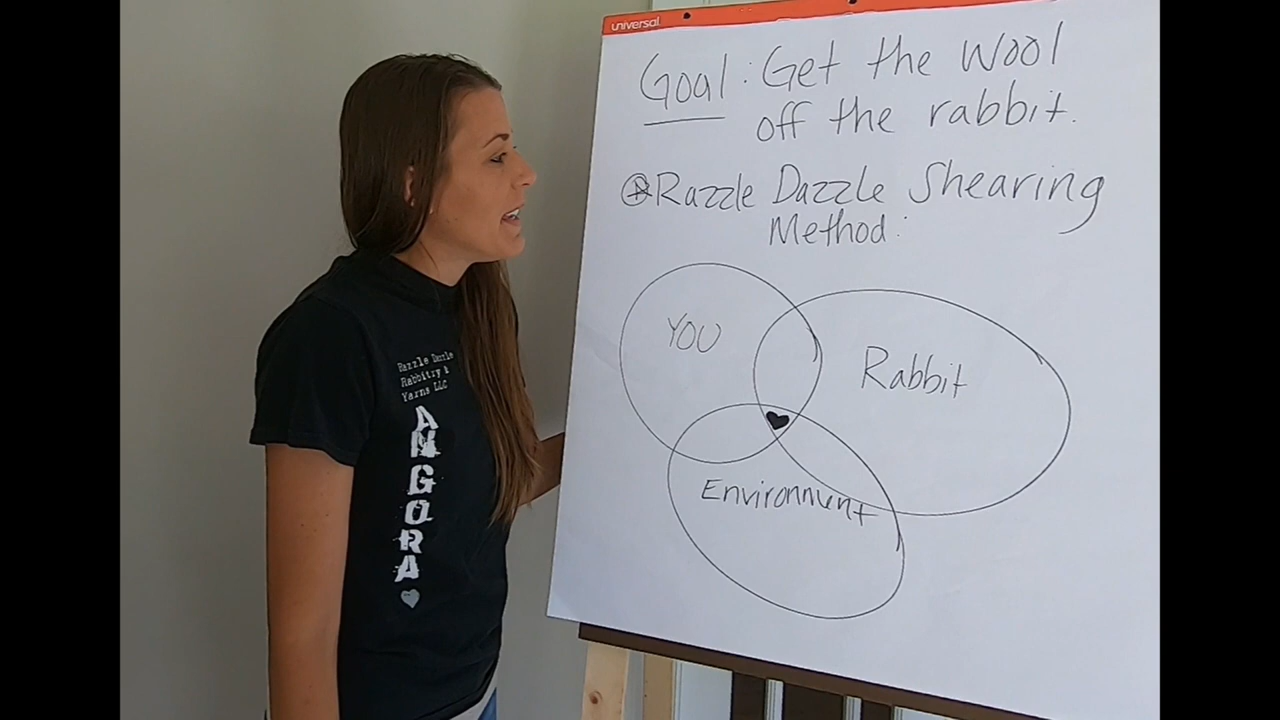 universal
Goal: Get the Wool
off the rabbit.
Razzle Dazzle Shearing
Method:
YOU
Rabbit
Environment
Razzle Dazzle
Rabbitry &
Yarns LLC
ANGORA